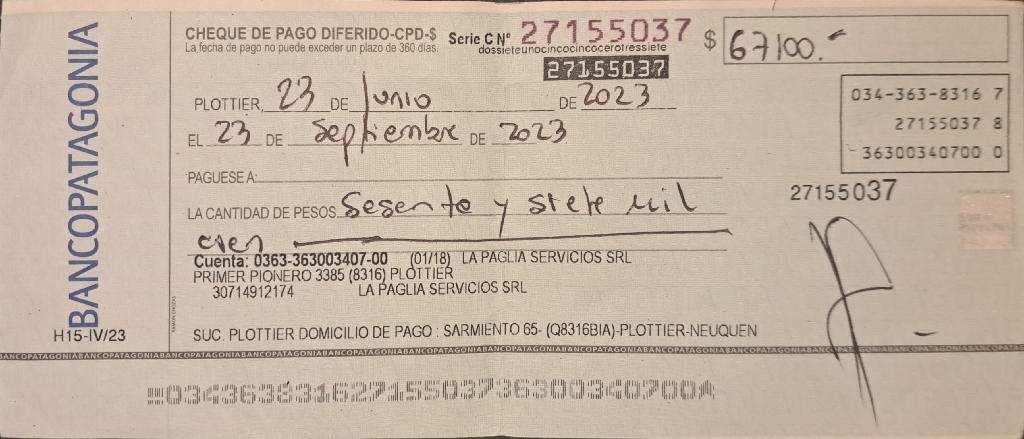 BANCOPATAGONIA
H15-IV/23
CHEQUE DE PAGO DIFERIDO-CPD-$
La fecha de pago no puede exceder un plazo de 360 días.
Serie C Nº 27155037
dossieteunocincocincocerotressiete
27155037
$ 67100.-
034-363-8316 7
27155037 8
36300340700 0
PLOTTIER, 23 DE Junio DE 2023
EL 23 DE Septiembre DE 2023
PAGUESE A:
27155037
LA CANTIDAD DE PESOS Sesenta y siete mil
cien
Cuenta: 0363-363003407-00 (01/18) LA PAGLIA SERVICIOS SRL
PRIMER PIONERO 3385 (8316) PLOTTIER
30714912174 LA PAGLIA SERVICIOS SRL
SUC. PLOTTIER DOMICILIO DE PAGO : SARMIENTO 65- (Q8316BIA)-PLOTTIER-NEUQUEN
BANCOPATAGONIABANCOPATAGONIABANCOPATAGONIABANCOPATAGONIABANCOPATAGONIABANCOPATAGONIABANCOPATAGONIA
03436383162715503736300340700